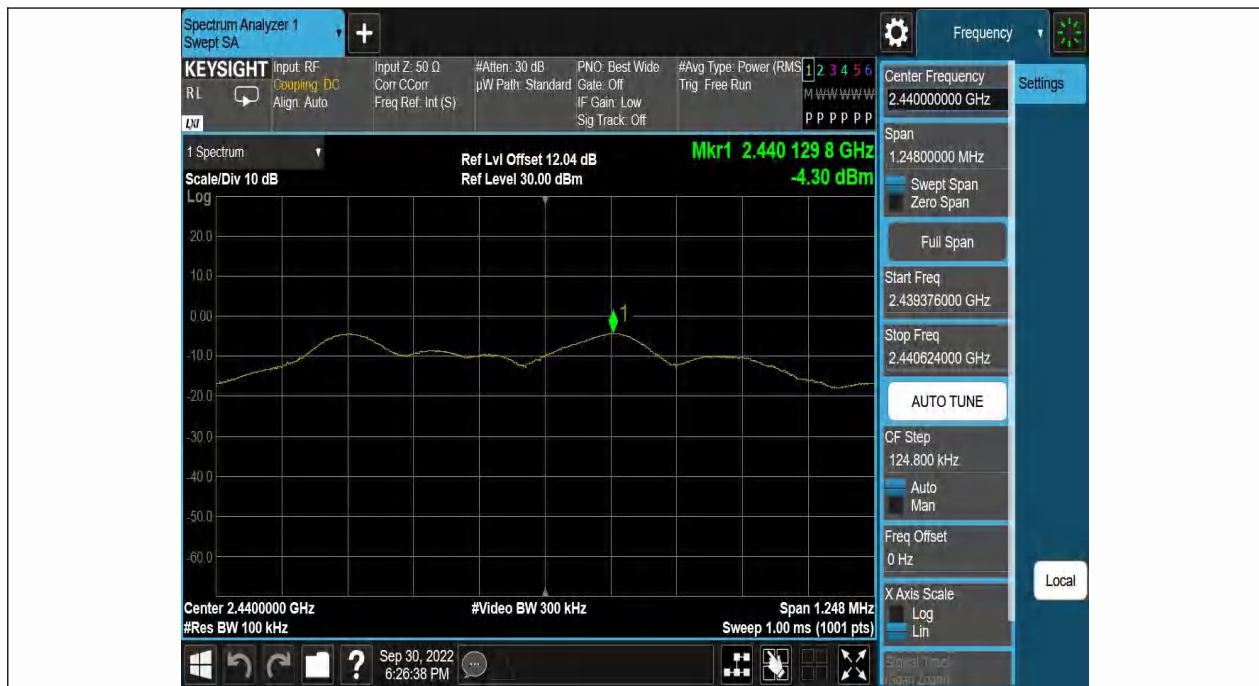 Spectrum Analyzer 1
Swept SA
+
Frequency
KEYSIGHT
RL
LXI
Input: RF
Coupling: DC
Align: Auto
Input Z: 50 Ω
Corr CCorr
Freq Ref: Int (S)
#Atten: 30 dB
µW Path: Standard
PNO: Best Wide
Gate: Off
IF Gain: Low
Sig Track: Off
#Avg Type: Power (RMS
Trig: Free Run
1 2 3 4 5 6
M W W W W W
P P P P P P
1 Spectrum
Scale/Div 10 dB
Ref Lvl Offset 12.04 dB
Ref Level 30.00 dBm
Mkr1 2.440 129 8 GHz
-4.30 dBm
Log
20.0
10.0
0.00
-10.0
-20.0
-30.0
-40.0
-50.0
-60.0
1
Center 2.4400000 GHz
#Res BW 100 kHz
#Video BW 300 kHz
Span 1.248 MHz
Sweep 1.00 ms (1001 pts)
Center Frequency
2.440000000 GHz
Settings
Span
1.24800000 MHz
Swept Span
Zero Span
Full Span
Start Freq
2.439376000 GHz
Stop Freq
2.440624000 GHz
AUTO TUNE
CF Step
124.800 kHz
Auto
Man
Freq Offset
0 Hz
X Axis Scale
Log
Lin
Signal Track
(Span Zoom)
Local
?
Sep 30, 2022
6:26:38 PM